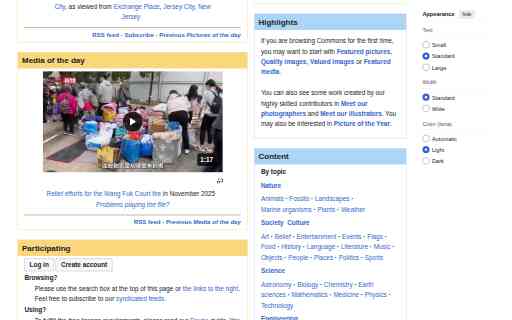 City, as viewed from Exchange Place, Jersey City, New
Jersey
RSS feed · Subscribe · Previous Pictures of the day
Media of the day
1:17
Relief efforts for the Wang Fuk Court fire in November 2025
Problems playing the file?
RSS feed · Previous Media of the day
Participating
Log in Create account
Browsing?
Please use the search bar at the top of this page or the links to the right.
Feel free to subscribe to our syndicated feeds.
Using?
Highlights
If you are browsing Commons for the first time,
you may want to start with Featured pictures,
Quality images, Valued images or Featured
media.
You can also see some work created by our
highly skilled contributors in Meet our
photographers and Meet our illustrators. You
may also be interested in Picture of the Year.
Content
By topic
Nature
Animals · Fossils · Landscapes ·
Marine organisms · Plants · Weather
Society Culture
Art · Belief · Entertainment · Events · Flags ·
Food · History · Language · Literature · Music ·
Objects · People · Places · Politics · Sports
Science
Astronomy · Biology · Chemistry · Earth
sciences · Mathematics · Medicine · Physics ·
Technology
Engineering
Appearance hide
Text
Small
Standard
Large
Width
Standard
Wide
Color (beta)
Automatic
Light
Dark